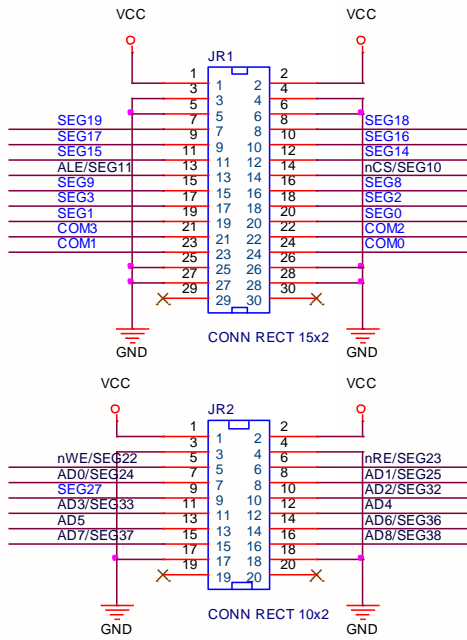 VCC VCC
JR1
1 1 2 2
3 3 4 4
5 5 6 6
SEG19 7 7 8 8 SEG18
SEG17 9 9 10 10 SEG16
SEG15 11 11 12 12 SEG14
ALE/SEG11 13 13 14 14 nCS/SEG10
SEG9 15 15 16 16 SEG8
SEG3 17 17 18 18 SEG2
SEG1 19 19 20 20 SEG0
COM3 21 21 22 22 COM2
COM1 23 23 24 24 COM0
25 25 26 26
27 27 28 28
29 29 30 30
CONN RECT 15x2
GND GND
VCC VCC
JR2
1 1 2 2
3 3 4 4
nWE/SEG22 5 5 6 6 nRE/SEG23
AD0/SEG24 7 7 8 8 AD1/SEG25
SEG27 9 9 10 10 AD2/SEG32
AD3/SEG33 11 11 12 12 AD4
AD5 13 13 14 14 AD6/SEG36
AD7/SEG37 15 15 16 16 AD8/SEG38
17 17 18 18
19 19 20 20
CONN RECT 10x2
GND GND